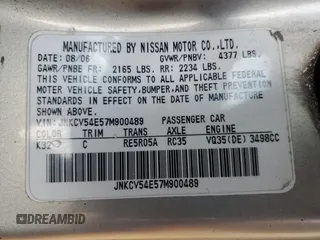 MANUFACTURED BY NISSAN MOTOR CO.,LTD.
DATE: 08/06 GVWR/PNBV: 4377 LBS.
GAWR/PNBE FR: 2165 LBS. RR: 2234 LBS.
THIS VEHICLE CONFORMS TO ALL APPLICABLE FEDERAL
MOTOR VEHICLE SAFETY, BUMPER, AND THEFT PREVENTION
STANDARDS IN EFFECT ON THE DATE OF MANUFACTURE
SHOWN ABOVE.
VIN: JNKCV54E57M900489 PASSENGER CAR
COLOR TRIM TRANS AXLE ENGINE
C RE5R05A RC35 VQ35(DE) 3498CC
JNKCV54E57M900489
AUTOBIDMASTER